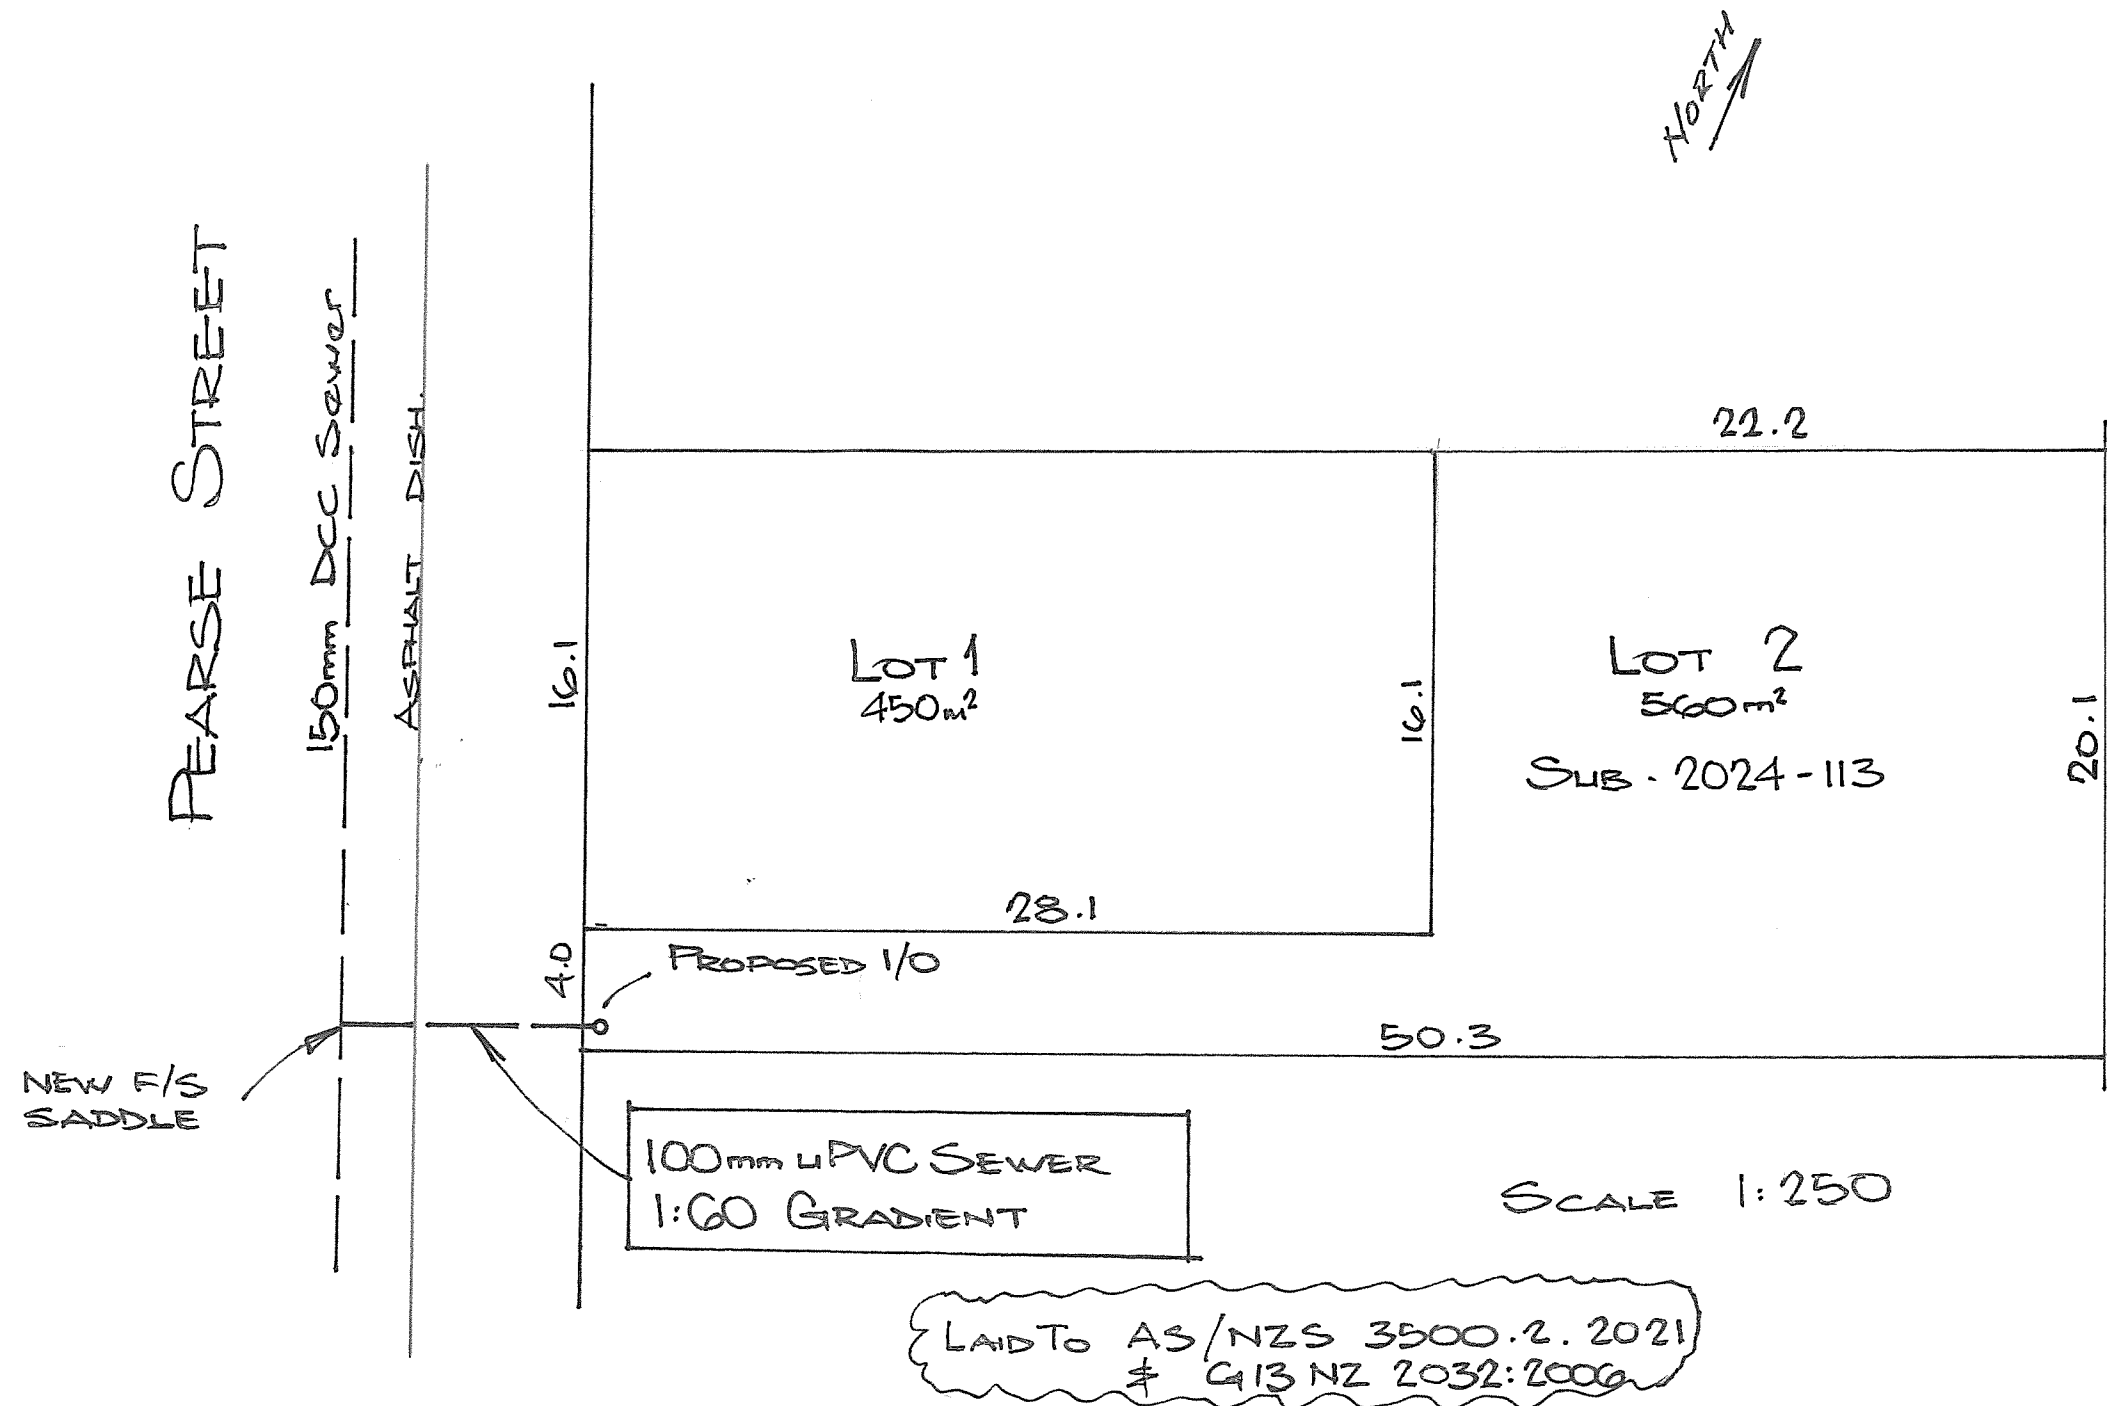 NORTH
PEARSE STREET
150mm DCC Sewer
ASPHALT DISH.
22.2
16.1
LOT 1
450m²
16.1
LOT 2
560m²
SUB - 2024-113
20.1
28.1
4.0
PROPOSED I/O
50.3
NEW F/S
SADDLE
100mm uPVC SEWER
1:60 GRADIENT
SCALE 1:250
LAID TO AS/NZS 3500.2.2021
& G13 NZ 2032:2006